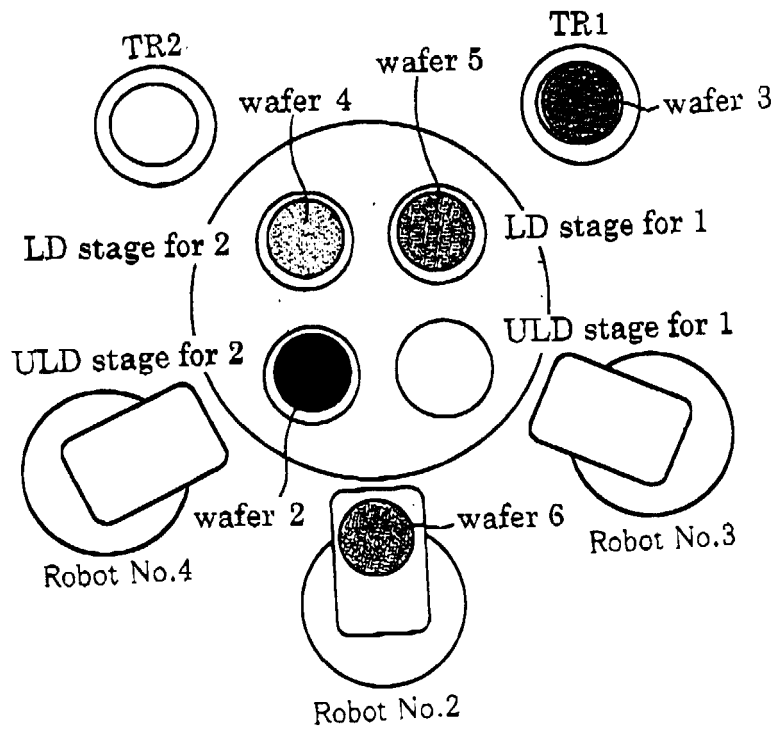 TR2
TR1
wafer 4
wafer 5
wafer 3
LD stage for 2
LD stage for 1
ULD stage for 2
ULD stage for 1
wafer 2
wafer 6
Robot No.4
Robot No.3
Robot No.2